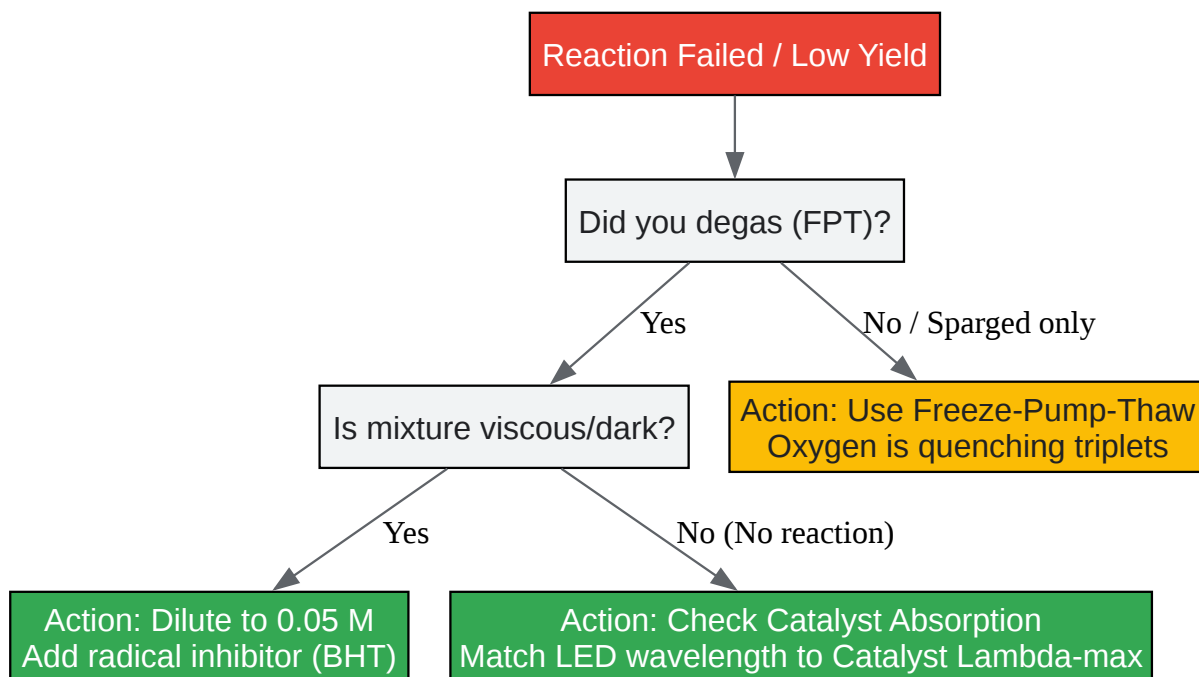 Reaction Failed / Low Yield
Did you degas (FPT)?
Yes
No / Sparged only
Is mixture viscous/dark?
Action: Use Freeze-Pump-Thaw
Oxygen is quenching triplets
Yes
No (No reaction)
Action: Dilute to 0.05 M
Add radical inhibitor (BHT)
Action: Check Catalyst Absorption
Match LED wavelength to Catalyst Lambda-max